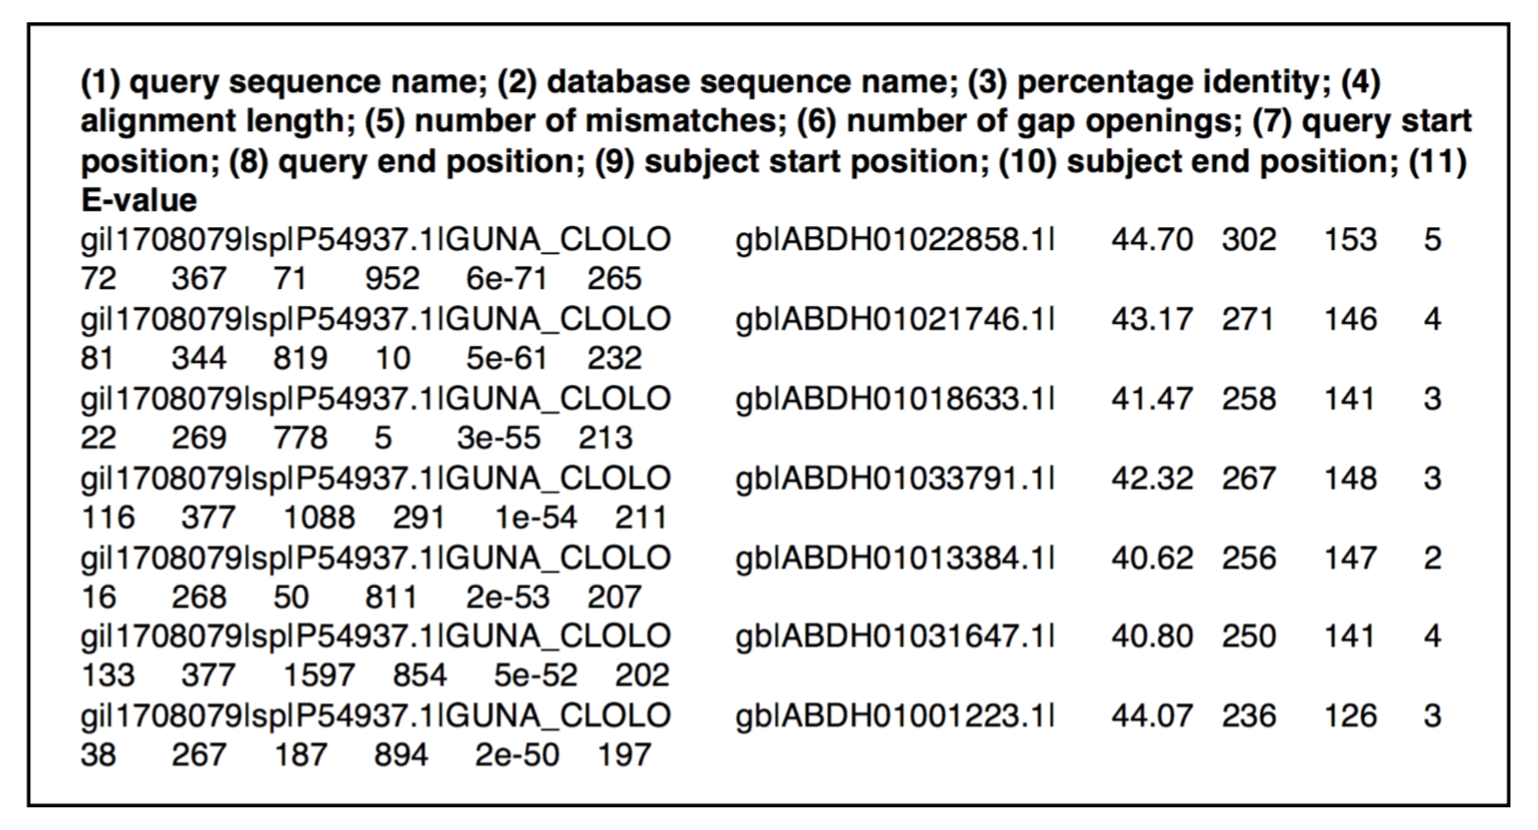 (1) query sequence name; (2) database sequence name; (3) percentage identity; (4)
alignment length; (5) number of mismatches; (6) number of gap openings; (7) query start
position; (8) query end position; (9) subject start position; (10) subject end position; (11)
E-value
gi|1708079|sp|P54937.1|GUNA_CLOLO gb|ABDH01022858.1| 44.70 302 153 5
72 367 71 952 6e-71 265
gi|1708079|sp|P54937.1|GUNA_CLOLO gb|ABDH01021746.1| 43.17 271 146 4
81 344 819 10 5e-61 232
gi|1708079|sp|P54937.1|GUNA_CLOLO gb|ABDH01018633.1| 41.47 258 141 3
22 269 778 5 3e-55 213
gi|1708079|sp|P54937.1|GUNA_CLOLO gb|ABDH01033791.1| 42.32 267 148 3
116 377 1088 291 1e-54 211
gi|1708079|sp|P54937.1|GUNA_CLOLO gb|ABDH01013384.1| 40.62 256 147 2
16 268 50 811 2e-53 207
gi|1708079|sp|P54937.1|GUNA_CLOLO gb|ABDH01031647.1| 40.80 250 141 4
133 377 1597 854 5e-52 202
gi|1708079|sp|P54937.1|GUNA_CLOLO gb|ABDH01001223.1| 44.07 236 126 3
38 267 187 894 2e-50 197